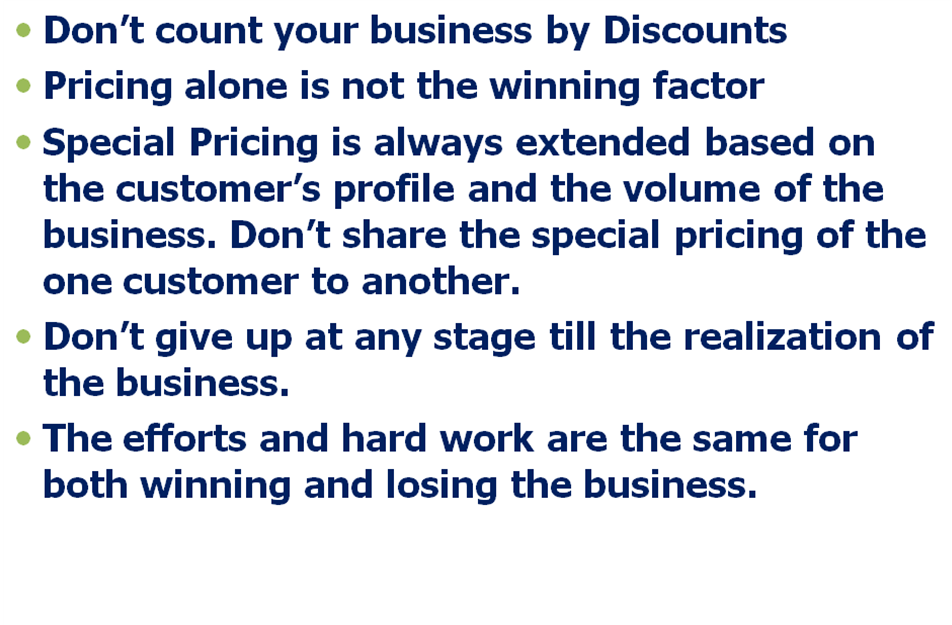 • Don’t count your business by Discounts
• Pricing alone is not the winning factor
• Special Pricing is always extended based on
the customer’s profile and the volume of the
business. Don’t share the special pricing of the
one customer to another.
• Don’t give up at any stage till the realization of
the business.
• The efforts and hard work are the same for
both winning and losing the business.